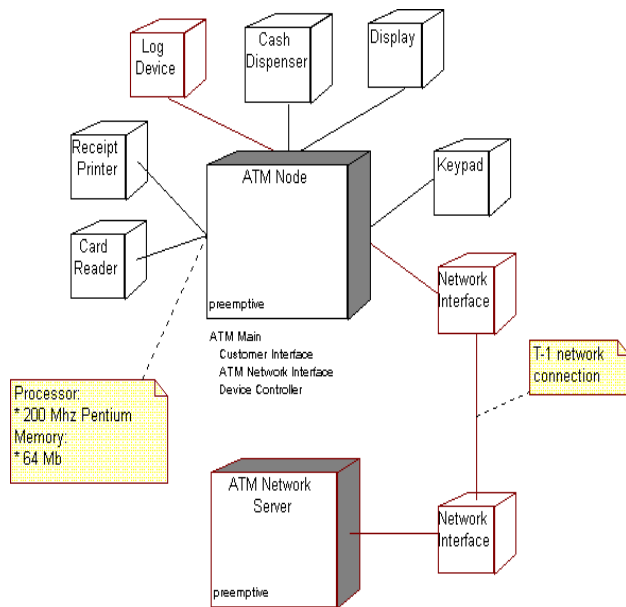 Log
Device
Cash
Dispenser
Display
Receipt
Printer
ATM Node
Keypad
Card
Reader
Network
Interface
preemptive
ATM Main
Customer Interface
ATM Network Interface
Device Controller
T-1 network
connection
Processor:
* 200 Mhz Pentium
Memory:
* 64 Mb
ATM Network
Server
Network
Interface
preemptive